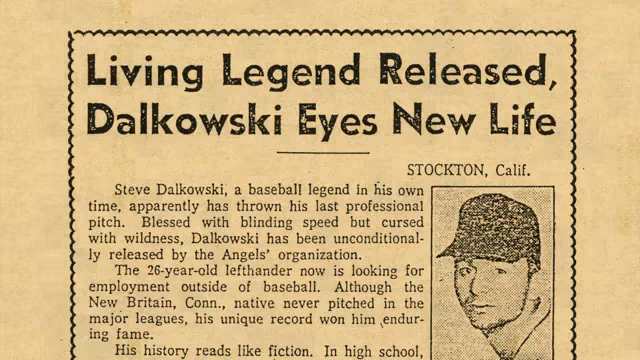 Living Legend Released,
Dalkowski Eyes New Life
STOCKTON, Calif.
Steve Dalkowski, a baseball legend in his own
time, apparently has thrown his last professional
pitch. Blessed with blinding speed but cursed
with wildness, Dalkowski has been unconditional-
ly released by the Angels' organization.
The 26-year-old lefthander now is looking for
employment outside of baseball. Although the
New Britain, Conn., native never pitched in the
major leagues, his unique record won him endur-
ing fame.
His history reads like fiction. In high school,